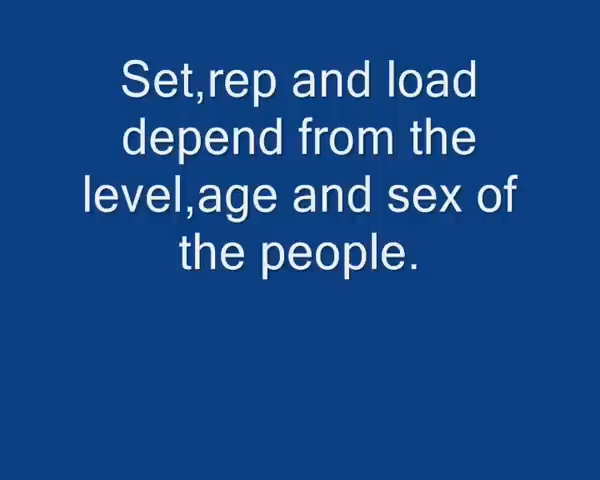 Set,rep and load
depend from the
level,age and sex of
the people.